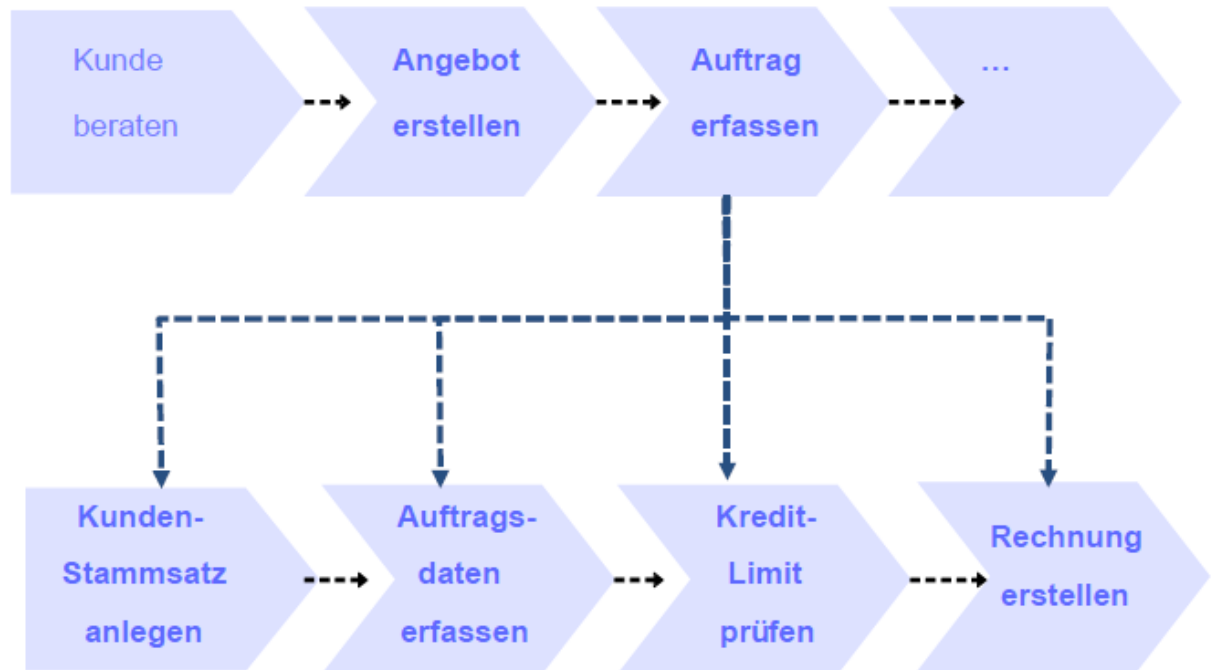 Kunde
beraten
Angebot
erstellen
Auftrag
erfassen
...
Kunden-
Stammsatz
anlegen
Auftrags-
daten
erfassen
Kredit-
Limit
prüfen
Rechnung
erstellen